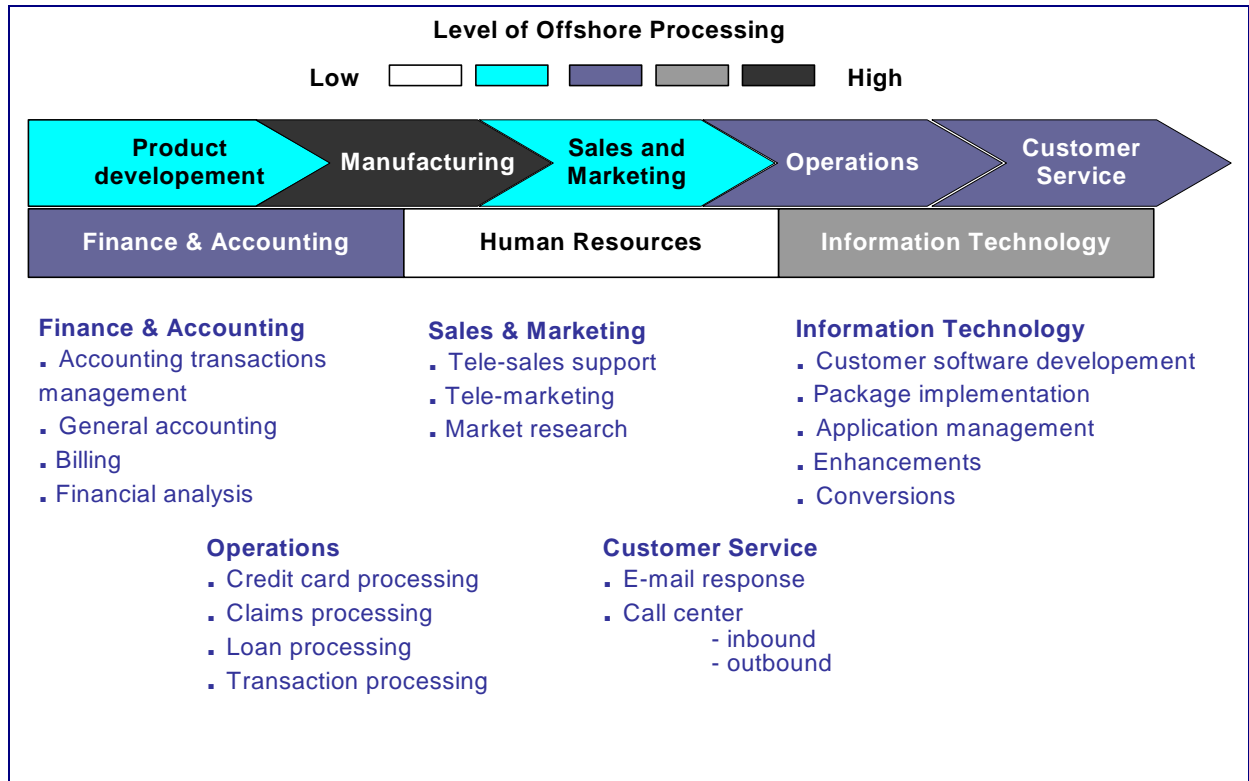 Level of Offshore Processing
Low
High
Product
developement
Manufacturing
Sales and
Marketing
Operations
Customer
Service
Finance & Accounting
Human Resources
Information Technology
Finance & Accounting
. Accounting transactions
management
. General accounting
. Billing
. Financial analysis
Sales & Marketing
. Tele-sales support
. Tele-marketing
. Market research
Information Technology
. Customer software developement
. Package implementation
. Application management
. Enhancements
. Conversions
Operations
. Credit card processing
. Claims processing
. Loan processing
. Transaction processing
Customer Service
. E-mail response
. Call center
- inbound
- outbound